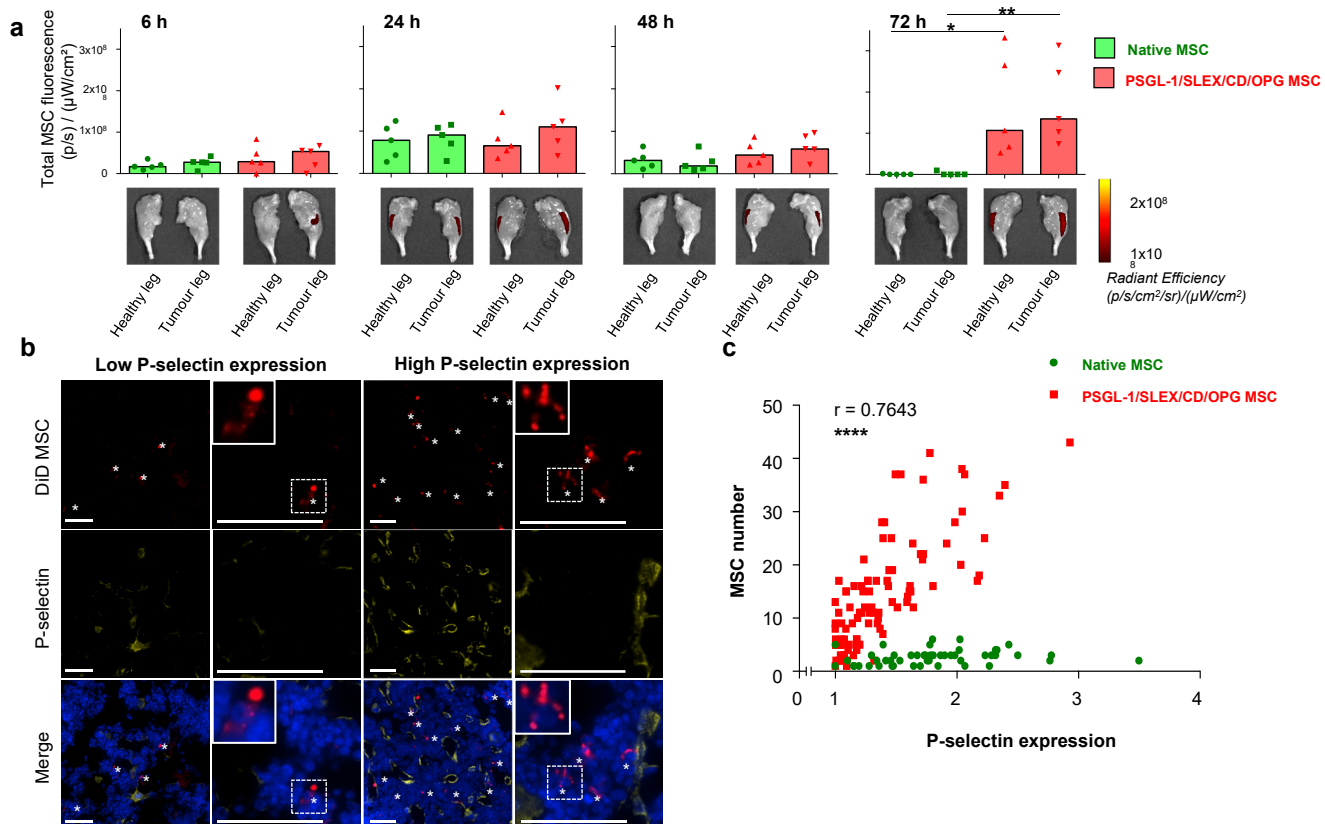 a
6 h
24 h
48 h
72 h
**
*
Native MSC
PSGL-1/SLEX/CD/OPG MSC
Total MSC fluorescence
(p/s) / (µW/cm²)
3x10⁸
2x10
8
1x10⁸
0
2x10⁸
1x10
8
Radiant Efficiency
(p/s/cm²/sr)/(µW/cm²)
Healthy leg
Tumour leg
Healthy leg
Tumour leg
Healthy leg
Tumour leg
Healthy leg
Tumour leg
Healthy leg
Tumour leg
Healthy leg
Tumour leg
Healthy leg
Tumour leg
Healthy leg
Tumour leg
b
Low P-selectin expression
High P-selectin expression
DiD MSC
P-selectin
Merge
c
Native MSC
PSGL-1/SLEX/CD/OPG MSC
r = 0.7643
****
MSC number
50
40
30
20
10
0
0 1 2 3 4
P-selectin expression